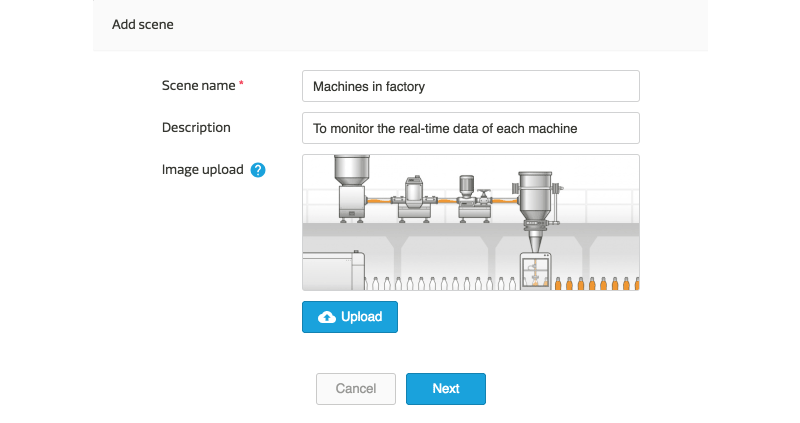 Add scene
Scene name *
Machines in factory
Description
To monitor the real-time data of each machine
Image upload ?
Upload
Cancel Next